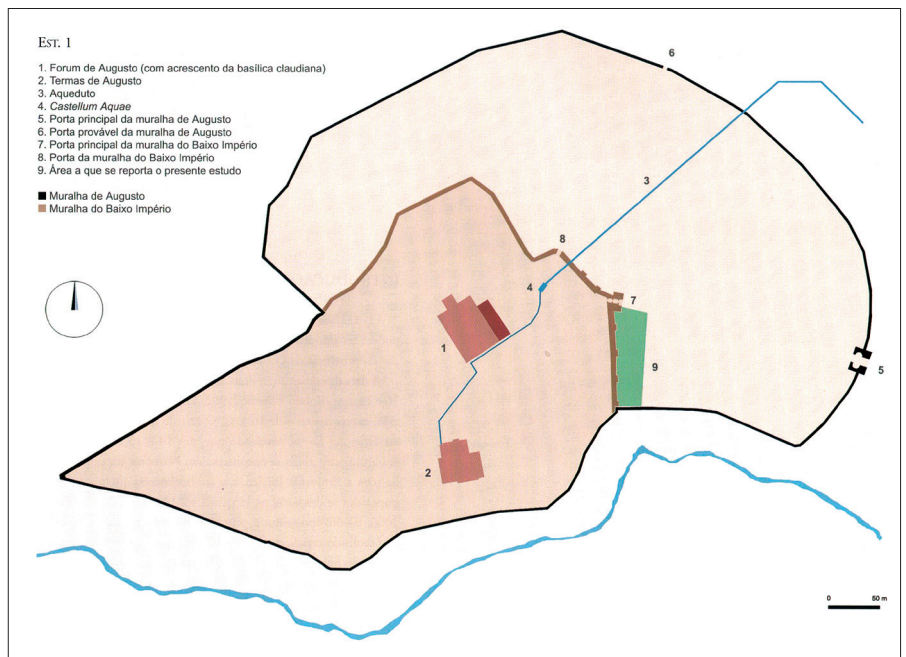 EST. 1
1. Forum de Augusto (com acrescento da basílica claudiana)
2. Termas de Augusto
3. Aqueduto
4. Castellum Aquae
5. Porta principal da muralha de Augusto
6. Porta provável da muralha de Augusto
7. Porta principal da muralha do Baixo Império
8. Porta da muralha do Baixo Império
9. Área a que se reporta o presente estudo
Muralha de Augusto
Muralha do Baixo Império
6
3
8
4
7
1
9
5
2
0 50 m